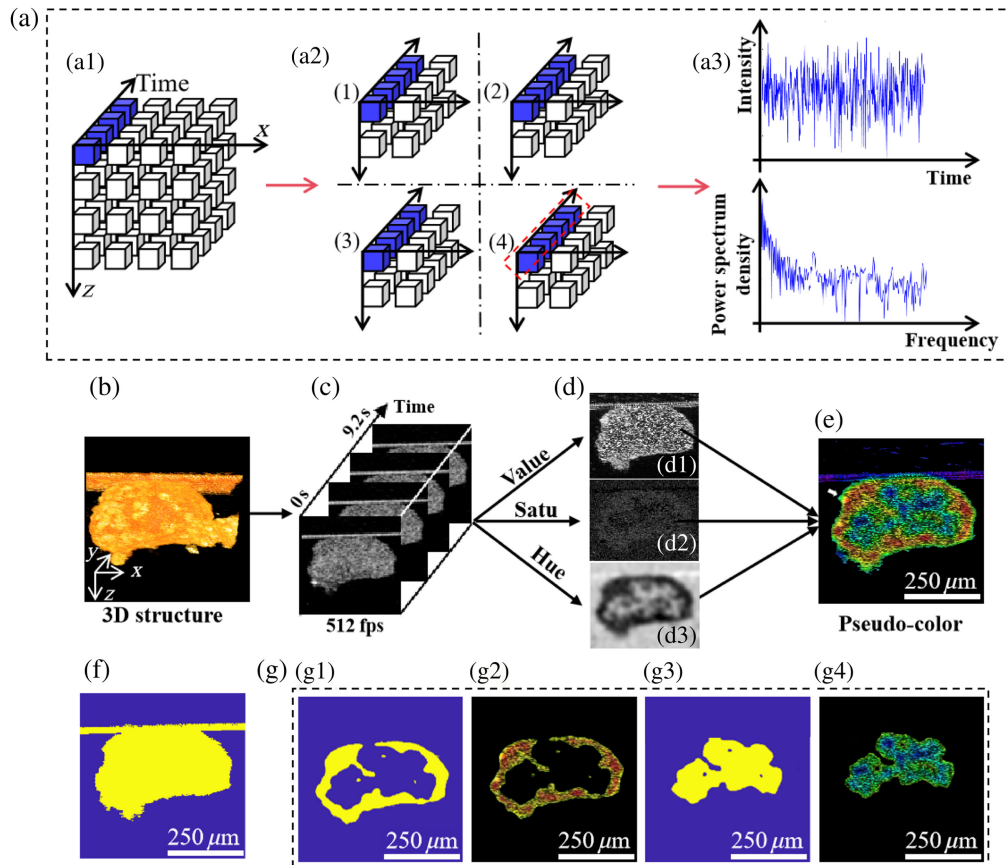 (a)
(a1)
Time
x
z
(a2)
(1)
(2)
(3)
(4)
(a3)
Intensity
Time
Power spectrum
density
Frequency
(b)
y
x
z
3D structure
(c)
9.2s
Time
0s
512 fps
Value
Satu
Hue
(d)
(d1)
(d2)
(d3)
(e)
250 μm
Pseudo-color
(f)
250 μm
(g)
(g1)
250 μm
(g2)
250 μm
(g3)
250 μm
(g4)
250 μm